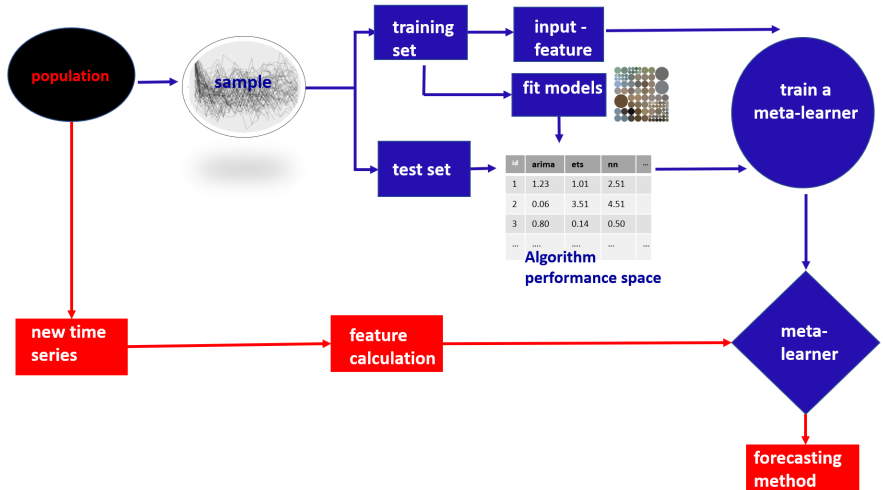 population
sample
training
set
input -
feature
fit models
train a
meta-learner
test set
id arima ets nn ...
1 1.23 1.01 2.51
2 0.06 3.51 4.51
3 0.80 0.14 0.50
... .... ... ... ...
Algorithm
performance space
new time
series
feature
calculation
meta-
learner
forecasting
method